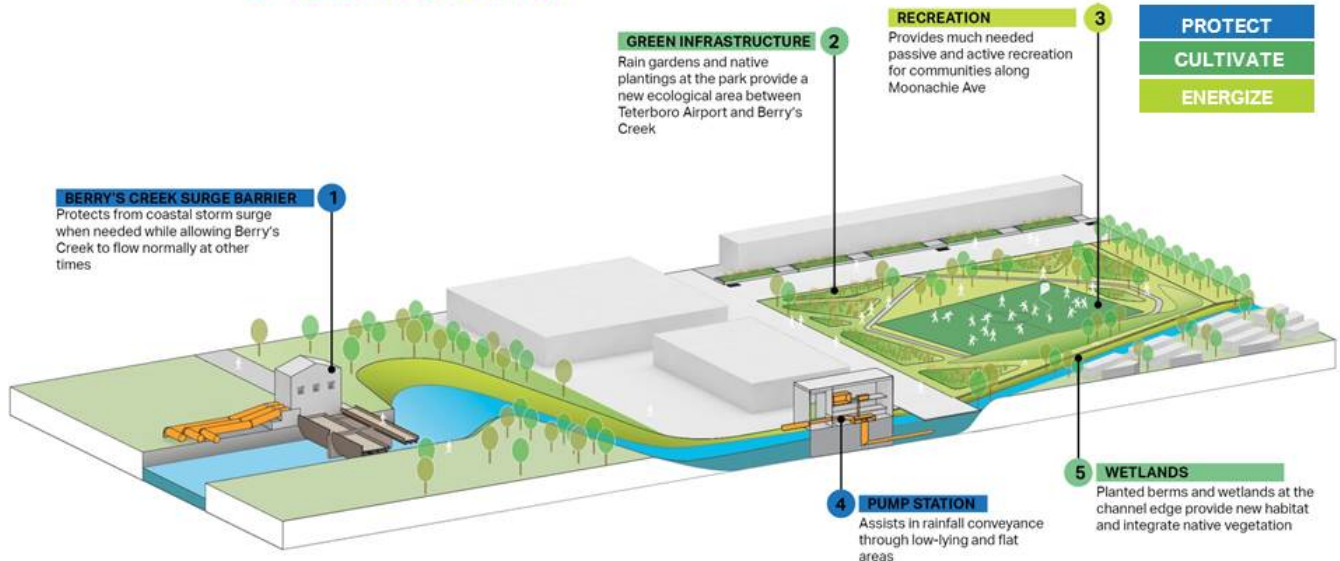 BERRY'S CREEK SURGE BARRIER 1
Protects from coastal storm surge
when needed while allowing Berry's
Creek to flow normally at other
times
GREEN INFRASTRUCTURE 2
Rain gardens and native
plantings at the park provide a
new ecological area between
Teterboro Airport and Berry's
Creek
RECREATION 3
Provides much needed
passive and active recreation
for communities along
Moonachie Ave
PROTECT
CULTIVATE
ENERGIZE
4 PUMP STATION
Assists in rainfall conveyance
through low-lying and flat
areas
5 WETLANDS
Planted berms and wetlands at the
channel edge provide new habitat
and integrate native vegetation